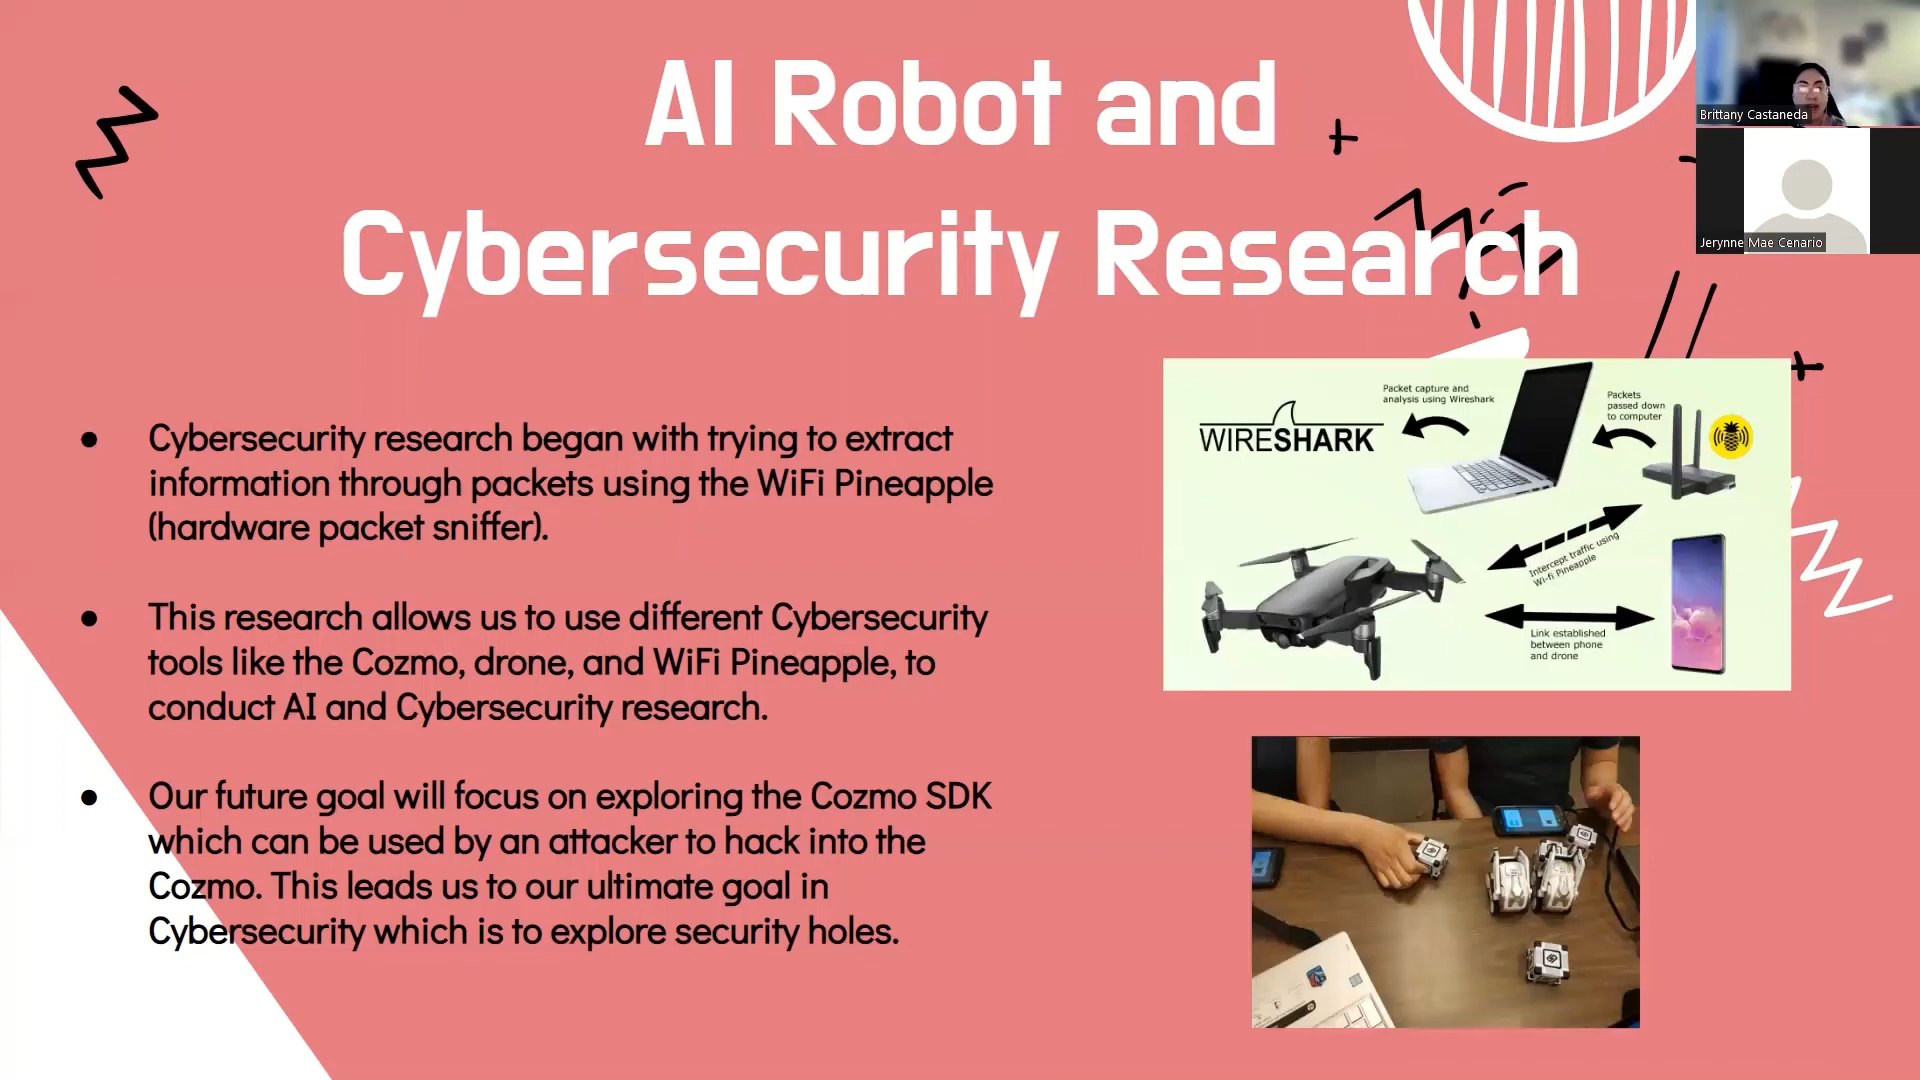 AI Robot and
Cybersecurity Research
Brittany Castaneda
Jerynne Mae Cenario
● Cybersecurity research began with trying to extract
information through packets using the WiFi Pineapple
(hardware packet sniffer).
● This research allows us to use different Cybersecurity
tools like the Cozmo, drone, and WiFi Pineapple, to
conduct AI and Cybersecurity research.
● Our future goal will focus on exploring the Cozmo SDK
which can be used by an attacker to hack into the
Cozmo. This leads us to our ultimate goal in
Cybersecurity which is to explore security holes.
WIRESHARK
Packet capture and
analysis using Wireshark
Packets
passed down
to computer
Intercept traffic using
Wi-fi Pineapple
Link established
between phone
and drone